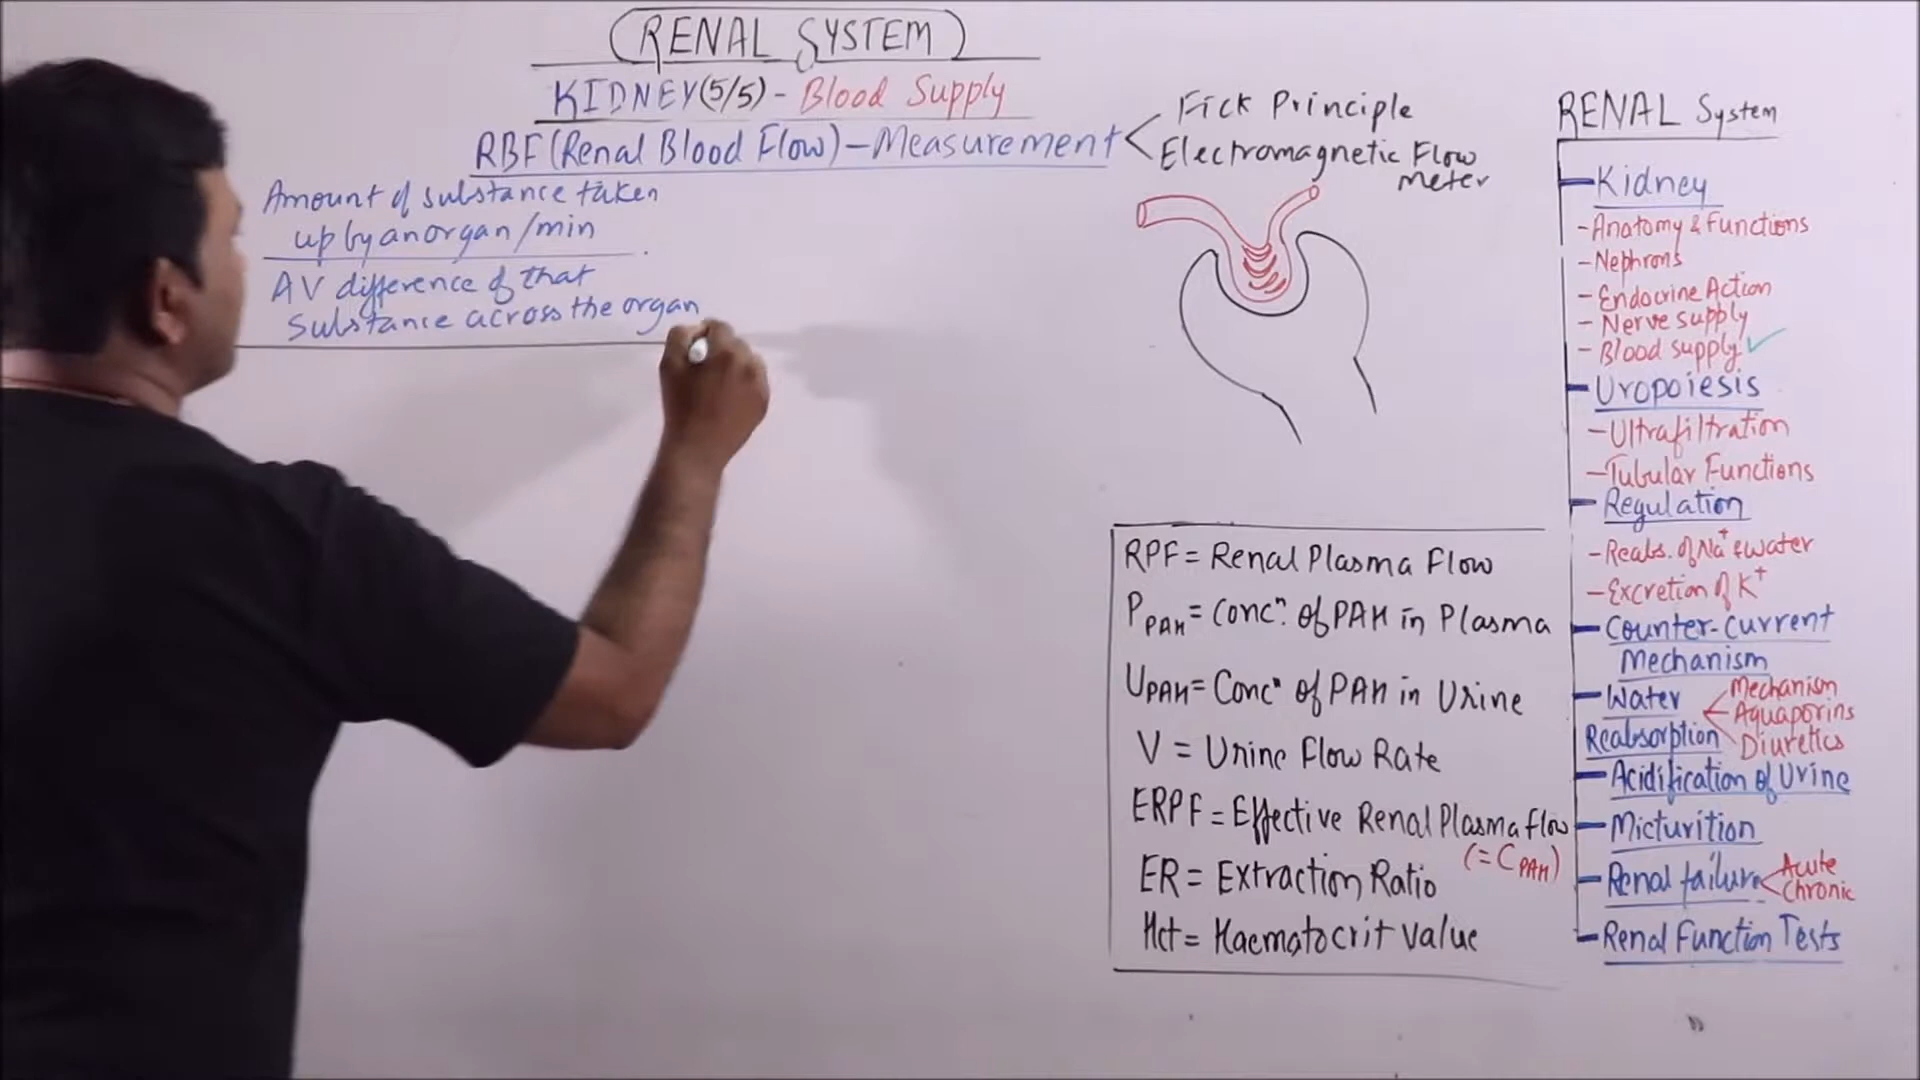 RENAL SYSTEM
KIDNEY (5/5) - Blood Supply
RBF (Renal Blood Flow) - Measurement
Fick Principle
Electromagnetic Flow
Meter
Amount of substance taken
up by an organ / min
AV difference of that
substance across the organ
RPF = Renal Plasma Flow
P PAH = Concⁿ. of PAH in Plasma
U PAH = Concⁿ of PAH in Urine
V = Urine Flow Rate
ERPF = Effective Renal Plasma flow
(= C PAH)
ER = Extraction Ratio
Hct = Haematocrit value
RENAL System
- Kidney
- Anatomy & Functions
- Nephrons
- Endocrine Action
- Nerve supply
- Blood supply ✓
- Uropoiesis
- Ultrafiltration
- Tubular Functions
- Regulation
- Reabs. of Na⁺ & water
- Excretion of K⁺
- Counter-current
Mechanism
- Water
Reabsorption
Mechanism
Aquaporins
Diuretics
- Acidification of Urine
- Micturition
- Renal failure
Acute
Chronic
- Renal Function Tests